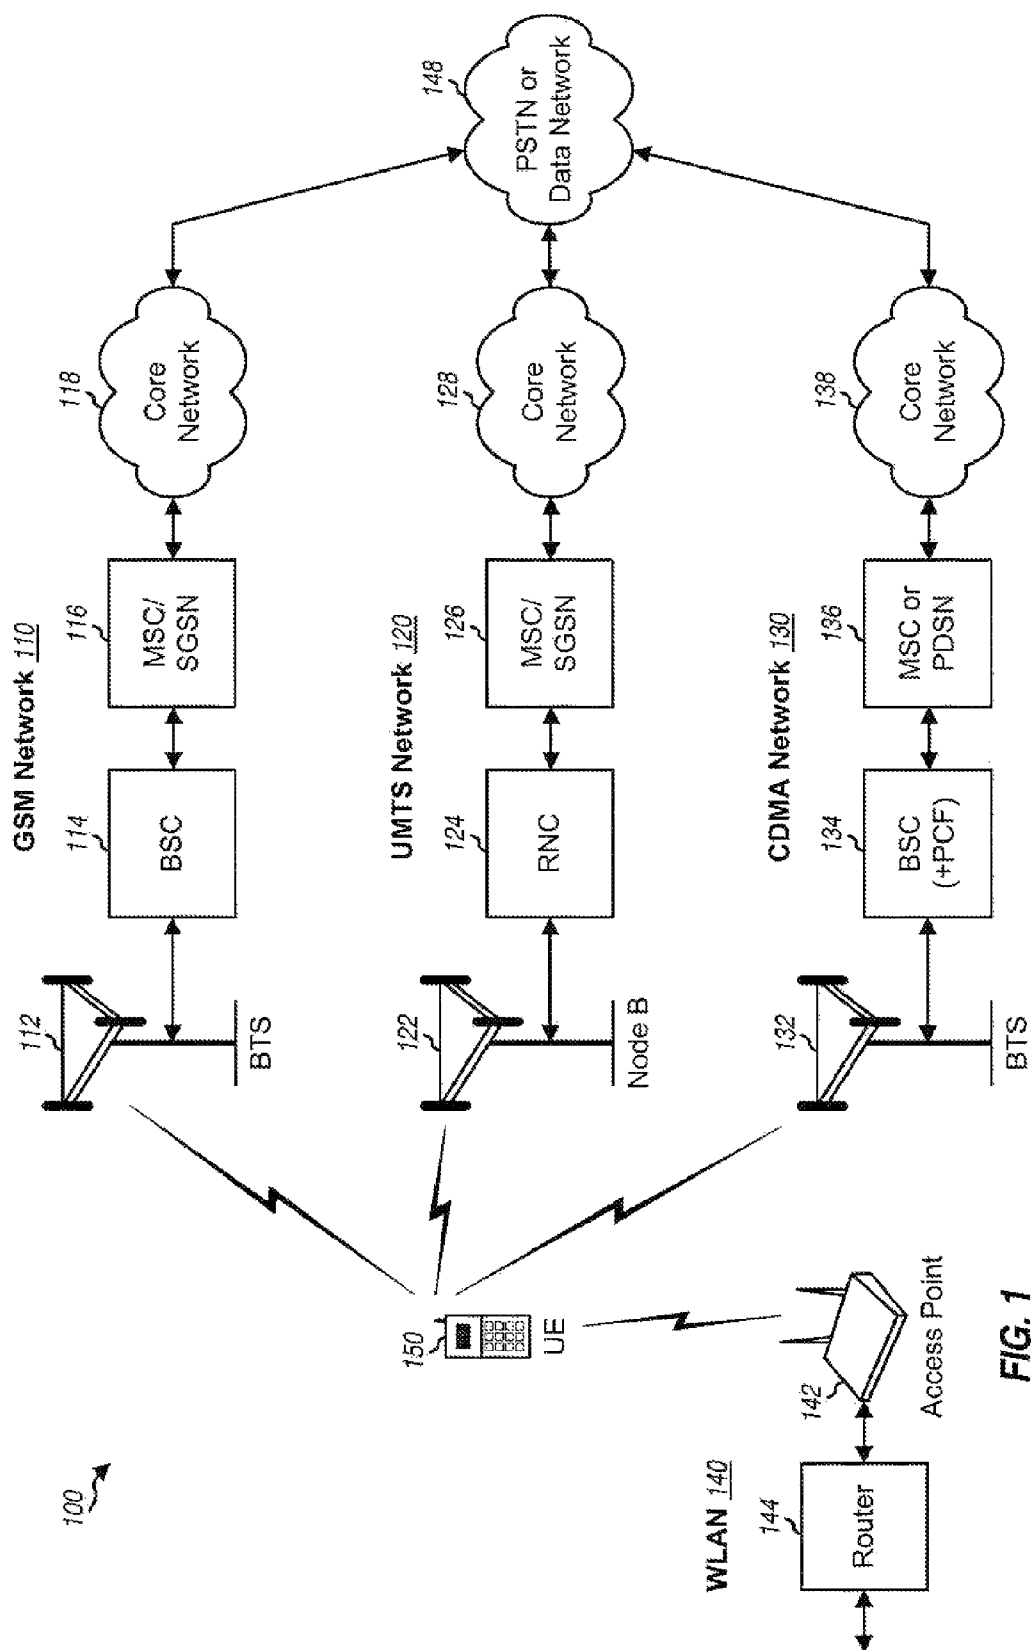 100
GSM Network 110
112
BTS
114
BSC
116
MSC/
SGSN
118
Core
Network
150
UE
UMTS Network 120
122
Node B
124
RNC
126
MSC/
SGSN
128
Core
Network
148
PSTN or
Data Network
WLAN 140
144
Router
142
Access Point
CDMA Network 130
132
BTS
134
BSC
(+PCF)
136
MSC or
PDSN
138
Core
Network
FIG. 1